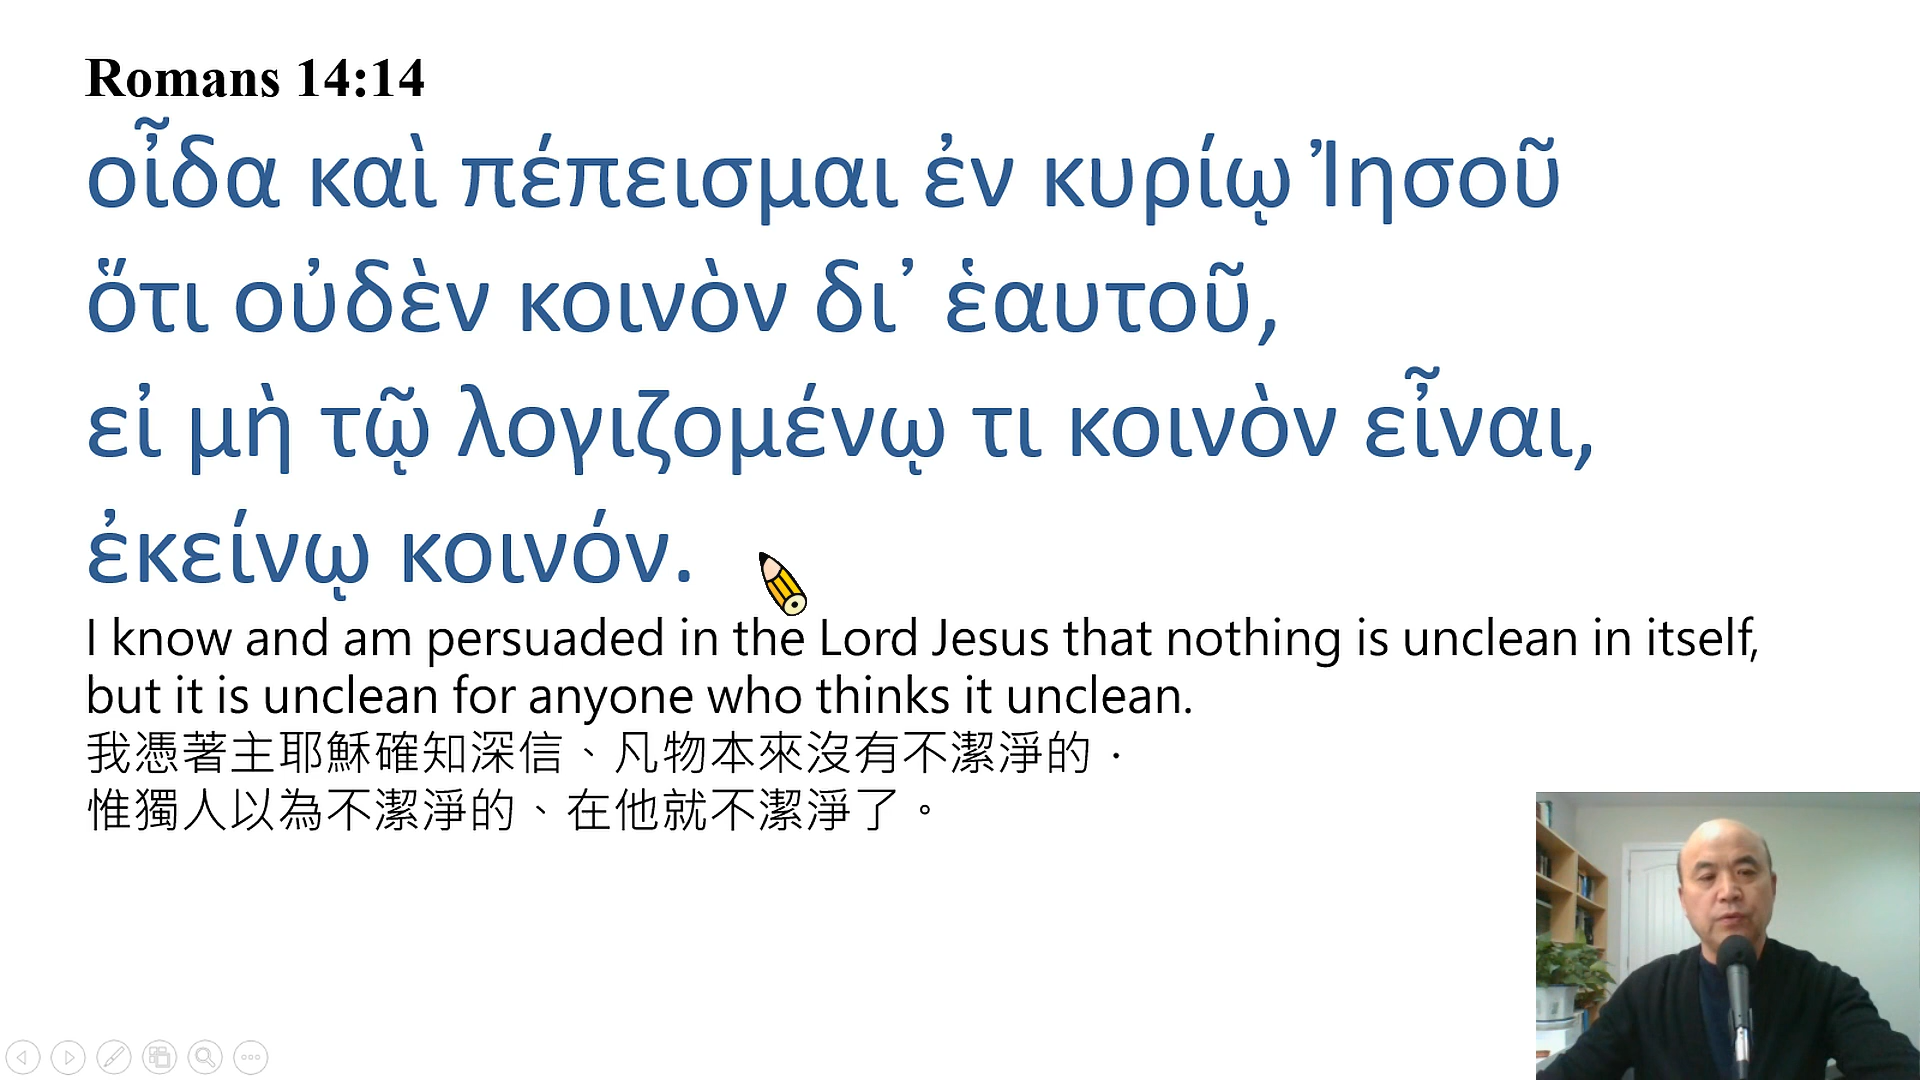 Romans 14:14
οἶδα καὶ πέπεισμαι ἐν κυρίῳ Ἰησοῦ
ὅτι οὐδὲν κοινὸν δι᾽ ἑαυτοῦ,
εἰ μὴ τῷ λογιζομένῳ τι κοινὸν εἶναι,
ἐκείνῳ κοινόν.
I know and am persuaded in the Lord Jesus that nothing is unclean in itself,
but it is unclean for anyone who thinks it unclean.
我憑著主耶穌確知深信、凡物本來沒有不潔淨的．
惟獨人以為不潔淨的、在他就不潔淨了。